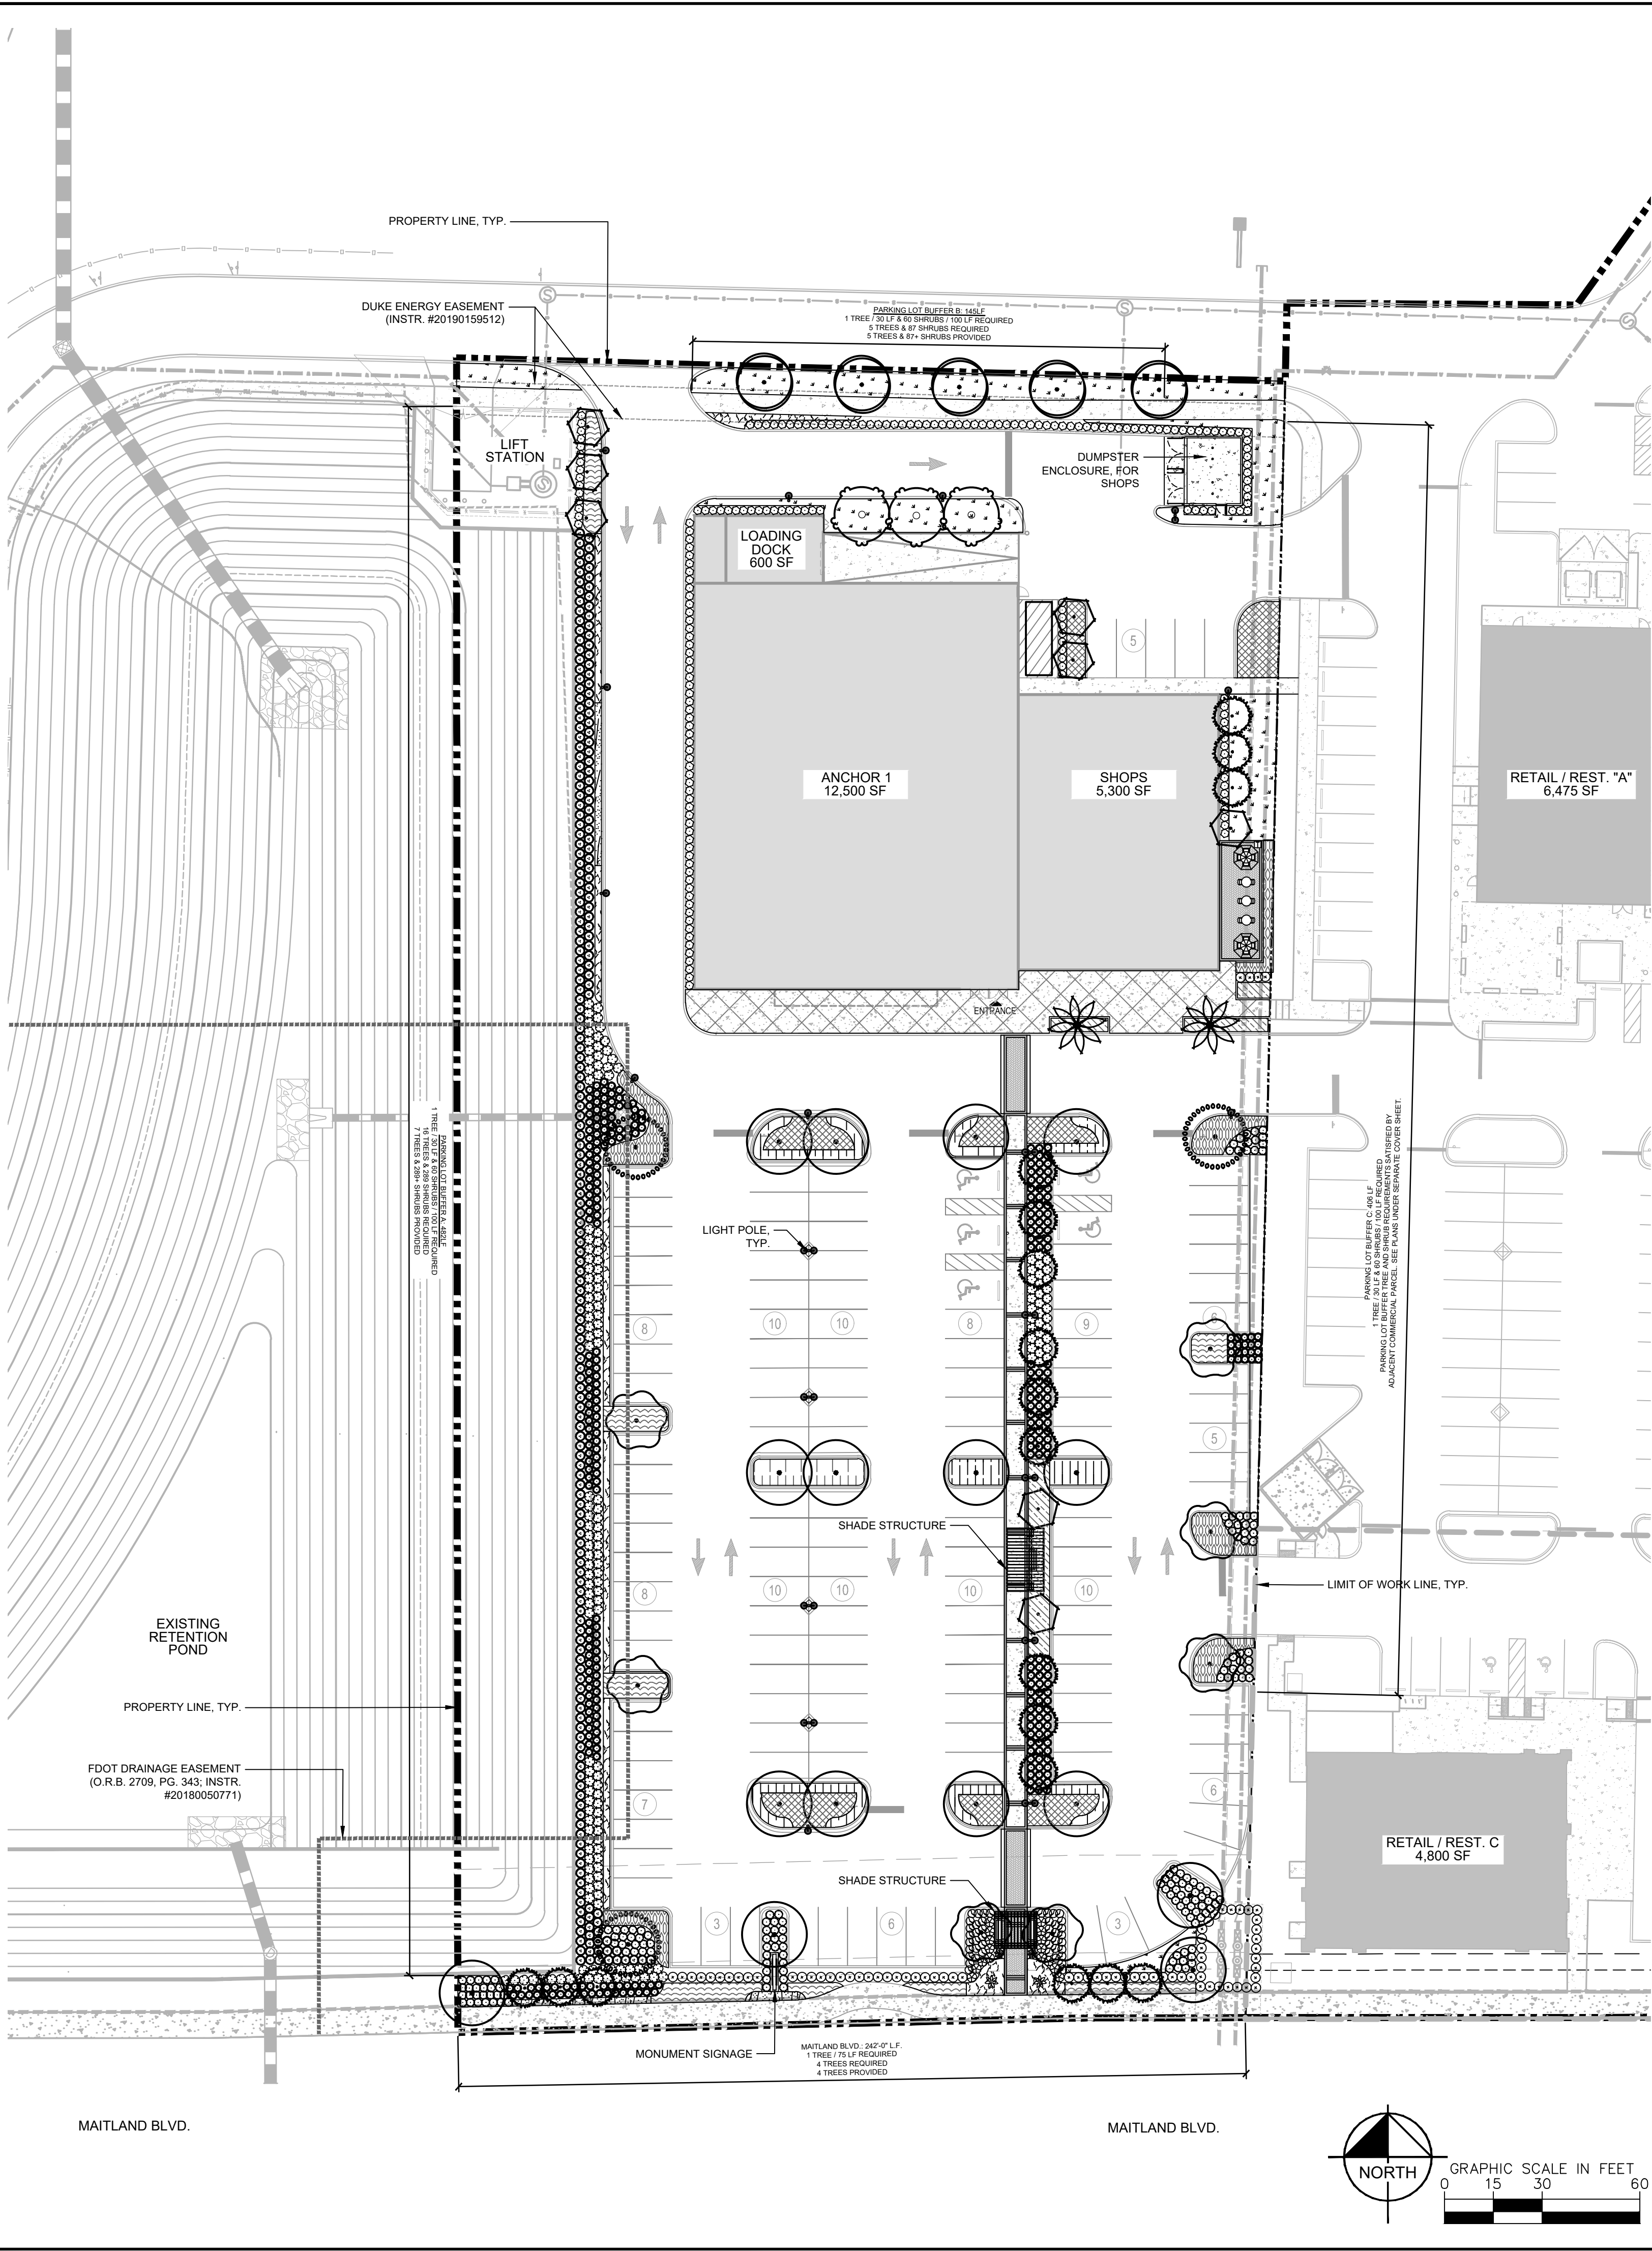 PROPERTY LINE, TYP.
DUKE ENERGY EASEMENT
(INSTR. #20190159512)
PARKING LOT BUFFER B: 145LF
1 TREE / 30 LF & 60 SHRUBS / 100 LF REQUIRED
5 TREES & 87 SHRUBS REQUIRED
5 TREES & 87+ SHRUBS PROVIDED
S
S
S
LIFT
STATION
S
DUMPSTER
ENCLOSURE, FOR
SHOPS
LOADING
DOCK
600 SF
5
ANCHOR 1
12,500 SF
SHOPS
5,300 SF
RETAIL / REST. "A"
6,475 SF
ENTRANCE
PARKING LOT BUFFER A: 482LF
1 TREE / 30 LF & 60 SHRUBS / 100 LF REQUIRED
16 TREES & 289 SHRUBS REQUIRED
7 TREES & 289+ SHRUBS PROVIDED
PARKING LOT BUFFER C: 406 LF
1 TREE / 30 LF & 60 SHRUBS / 100 LF REQUIRED
PARKING LOT BUFFER TREE AND SHRUB REQUIREMENTS SATISFIED BY
ADJACENT COMMERCIAL PARCEL. SEE PLANS UNDER SEPARATE COVER SHEET.
LIGHT POLE,
TYP.
8
10
10
8
9
6
5
SHADE STRUCTURE
8
10
10
10
10
LIMIT OF WORK LINE, TYP.
EXISTING
RETENTION
POND
PROPERTY LINE, TYP.
FDOT DRAINAGE EASEMENT
(O.R.B. 2709, PG. 343; INSTR.
#20180050771)
7
6
RETAIL / REST. C
4,800 SF
SHADE STRUCTURE
3
6
3
MONUMENT SIGNAGE
MAITLAND BLVD.: 242'-0" L.F.
1 TREE / 75 LF REQUIRED
4 TREES REQUIRED
4 TREES PROVIDED
MAITLAND BLVD.
MAITLAND BLVD.
NORTH
GRAPHIC SCALE IN FEET
0 15 30 60